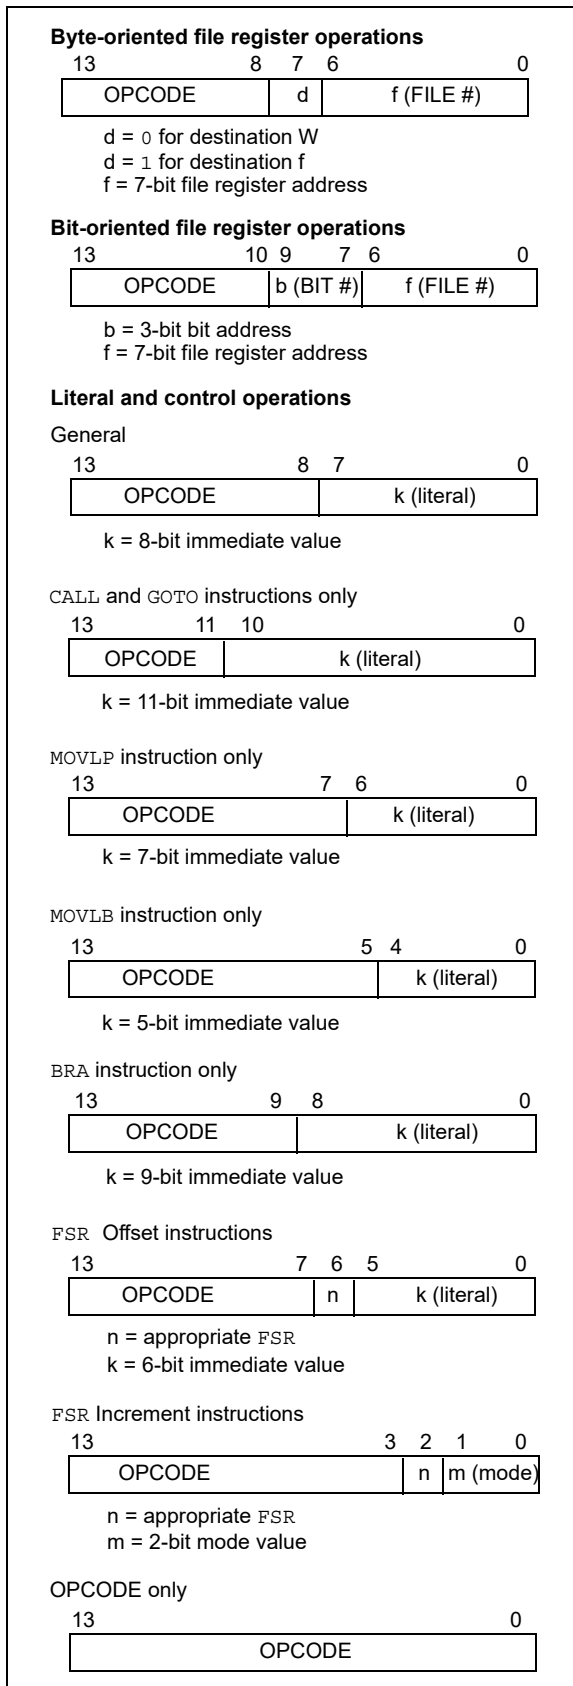 Byte-oriented file register operations
13 8 7 6 0
OPCODE d f (FILE #)
d = 0 for destination W
d = 1 for destination f
f = 7-bit file register address
Bit-oriented file register operations
13 10 9 7 6 0
OPCODE b (BIT #) f (FILE #)
b = 3-bit bit address
f = 7-bit file register address
Literal and control operations
General
13 8 7 0
OPCODE k (literal)
k = 8-bit immediate value
CALL and GOTO instructions only
13 11 10 0
OPCODE k (literal)
k = 11-bit immediate value
MOVLP instruction only
13 7 6 0
OPCODE k (literal)
k = 7-bit immediate value
MOVLB instruction only
13 5 4 0
OPCODE k (literal)
k = 5-bit immediate value
BRA instruction only
13 9 8 0
OPCODE k (literal)
k = 9-bit immediate value
FSR Offset instructions
13 7 6 5 0
OPCODE n k (literal)
n = appropriate FSR
k = 6-bit immediate value
FSR Increment instructions
13 3 2 1 0
OPCODE n m (mode)
n = appropriate FSR
m = 2-bit mode value
OPCODE only
13 0
OPCODE